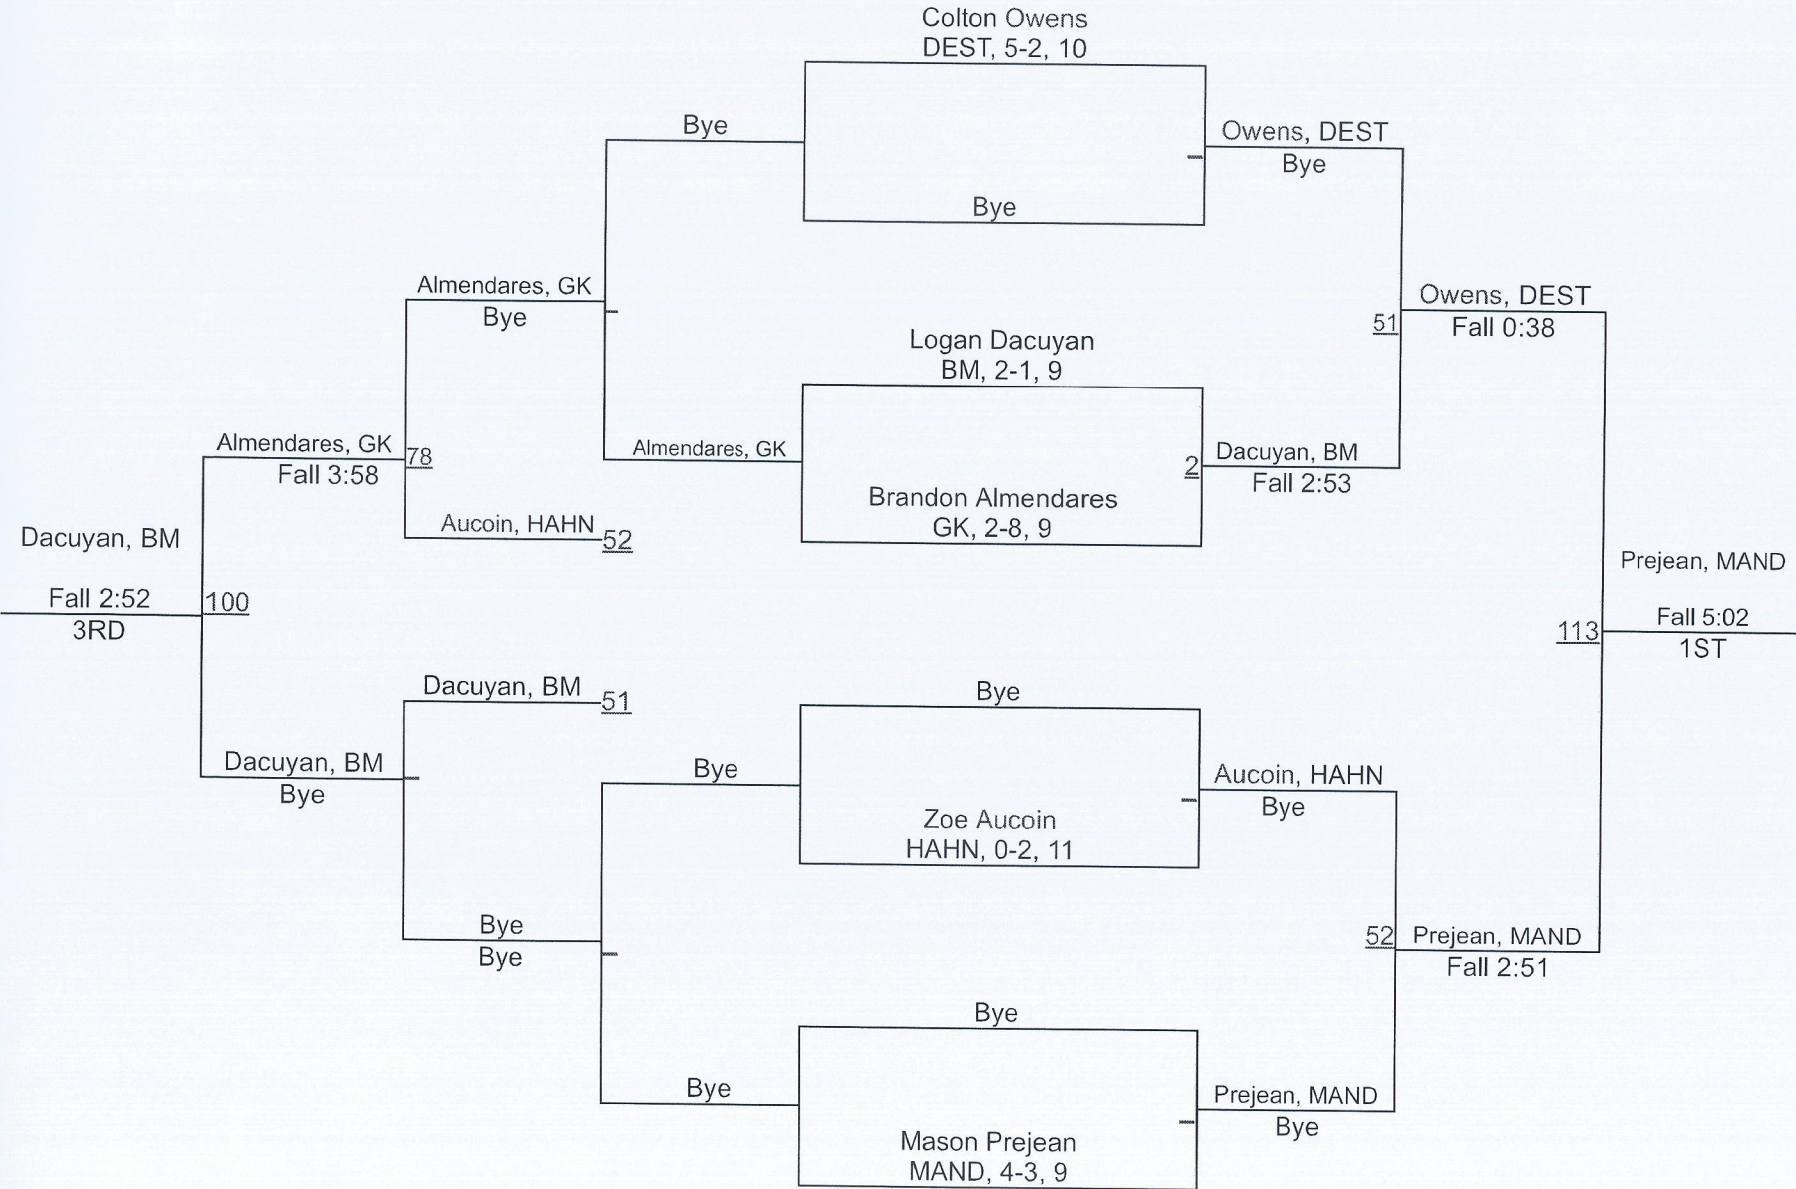 Colton Owens
DEST, 5-2, 10
Bye
Owens, DEST
Bye
Bye
Almendares, GK
Bye
Owens, DEST
51
Fall 0:38
Logan Dacuyan
BM, 2-1, 9
Almendares, GK
78
Fall 3:58
Almendares, GK
2
Dacuyan, BM
Fall 2:53
Brandon Almendares
GK, 2-8, 9
Aucoin, HAHN
52
Dacuyan, BM
Prejean, MAND
Fall 2:52
100
3RD
113
Fall 5:02
1ST
Dacuyan, BM
51
Bye
Dacuyan, BM
Bye
Bye
Aucoin, HAHN
Bye
Zoe Aucoin
HAHN, 0-2, 11
Bye
Bye
52
Prejean, MAND
Fall 2:51
Bye
Bye
Prejean, MAND
Bye
Mason Prejean
MAND, 4-3, 9